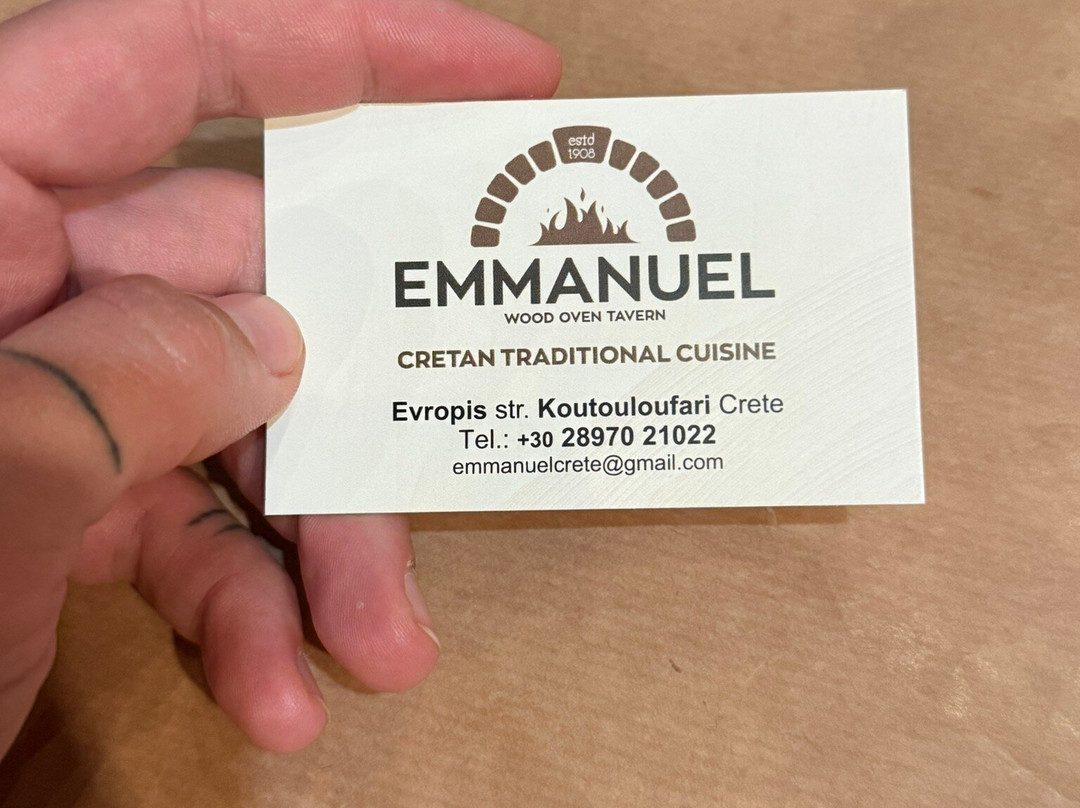 estd
1908
EMMANUEL
WOOD OVEN TAVERN
CRETAN TRADITIONAL CUISINE
Evropis str. Koutouloufari Crete
Tel.: +30 28970 21022
emmanuelcrete@gmail.com